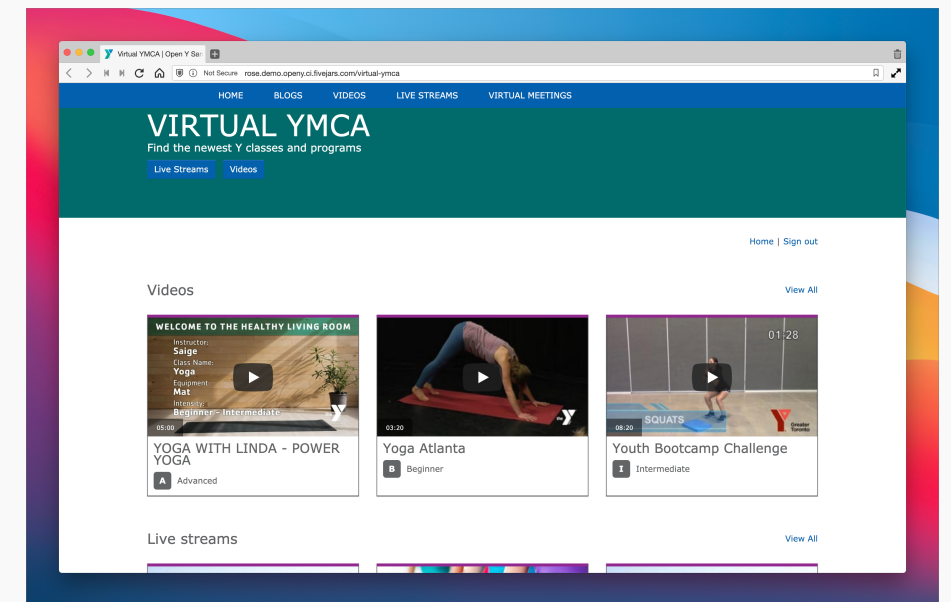 Virtual YMCA | Open Y Sa
Not Secure rose.demo.openy.ci.fivejars.com/virtual-ymca
HOME BLOGS VIDEOS LIVE STREAMS VIRTUAL MEETINGS
VIRTUAL YMCA
Find the newest Y classes and programs
Live Streams Videos
Home | Sign out
Videos View All
WELCOME TO THE HEALTHY LIVING ROOM
Instructor:
Saige
Class Name:
Yoga
Equipment:
Mat
Intensity:
Beginner - Intermediate
the Y
05:00
YOGA WITH LINDA - POWER
YOGA
A Advanced
the Y
03:20
Yoga Atlanta
B Beginner
01:28
SQUATS
Greater
Toronto
08:20
Youth Bootcamp Challenge
I Intermediate
Live streams View All